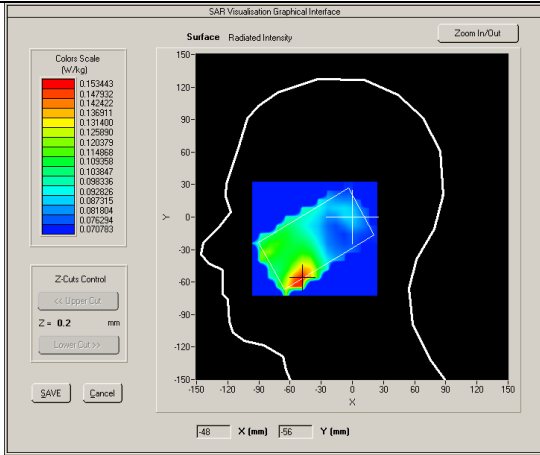 SAR Visualisation Graphical Interface
Surface Radiated Intensity
Zoom In/Out
Colors Scale
(W/kg)
0.153443
0.147932
0.142422
0.136911
0.131400
0.125890
0.120379
0.114868
0.109358
0.103847
0.098336
0.092826
0.087315
0.081804
0.076294
0.070783
Z-Cuts Control
<< Upper Cut
Z = 0.2 mm
Lower Cut >>
SAVE Cancel
150
120
90
60
30
0
-30
-60
-90
-120
-150
Y
-150 -120 -90 -60 -30 0 30 60 90 120 150
X
-48 X (mm) -56 Y (mm)